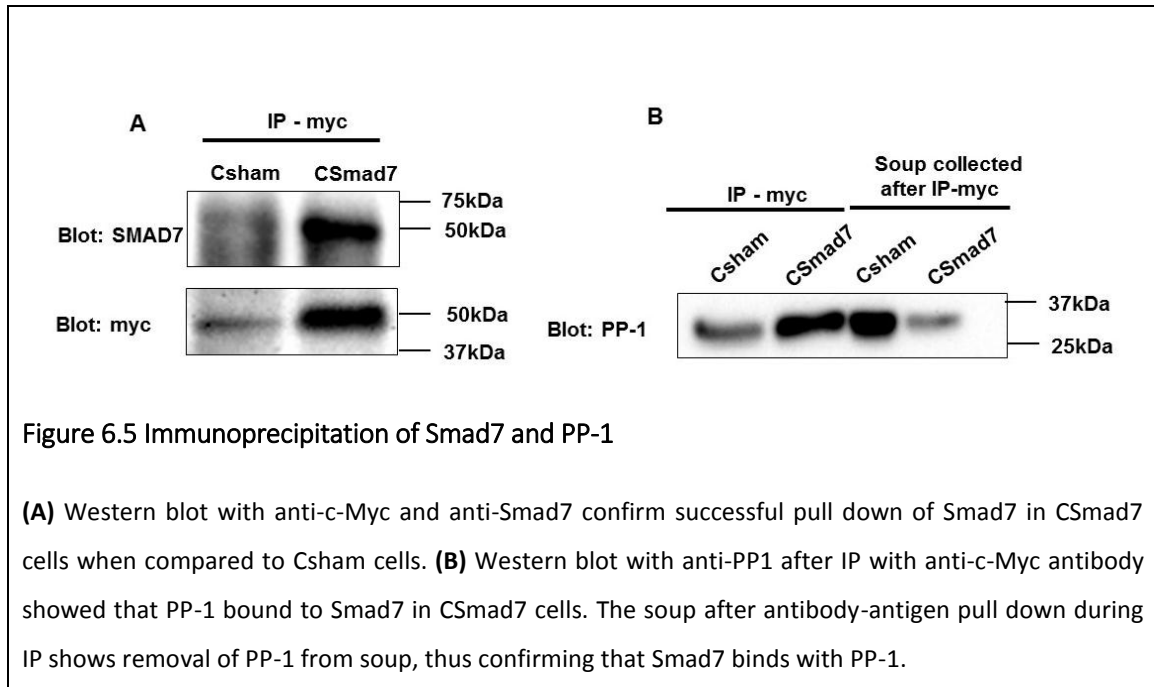 A
IP - myc
Csham CSmad7
Blot: SMAD7
75kDa
50kDa
Blot: myc
50kDa
37kDa
B
IP - myc
Soup collected
after IP-myc
Csham CSmad7 Csham CSmad7
Blot: PP-1
37kDa
25kDa
Figure 6.5 Immunoprecipitation of Smad7 and PP-1
(A) Western blot with anti-c-Myc and anti-Smad7 confirm successful pull down of Smad7 in CSmad7
cells when compared to Csham cells. (B) Western blot with anti-PP1 after IP with anti-c-Myc antibody
showed that PP-1 bound to Smad7 in CSmad7 cells. The soup after antibody-antigen pull down during
IP shows removal of PP-1 from soup, thus confirming that Smad7 binds with PP-1.